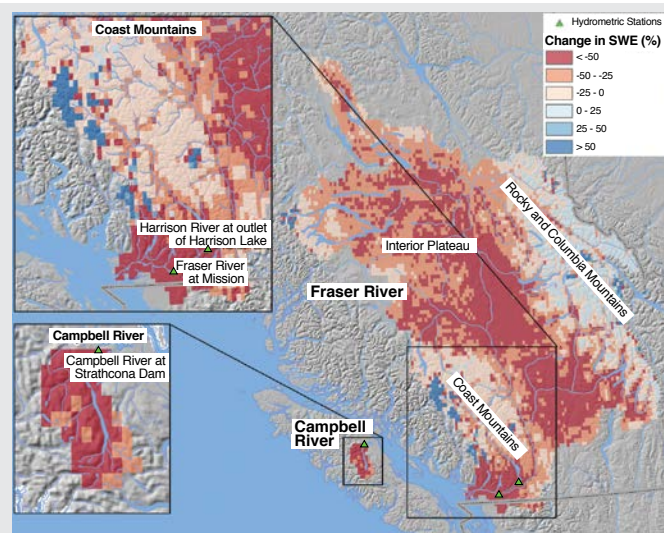 Coast Mountains
Harrison River at outlet
of Harrison Lake
Fraser River
at Mission
Campbell River
Campbell River at
Strathcona Dam
Hydrometric Stations
Change in SWE (%)
< -50
-50 - -25
-25 - 0
0 - 25
25 - 50
> 50
Rocky and Columbia Mountains
Interior Plateau
Fraser River
Coast Mountains
Campbell
River